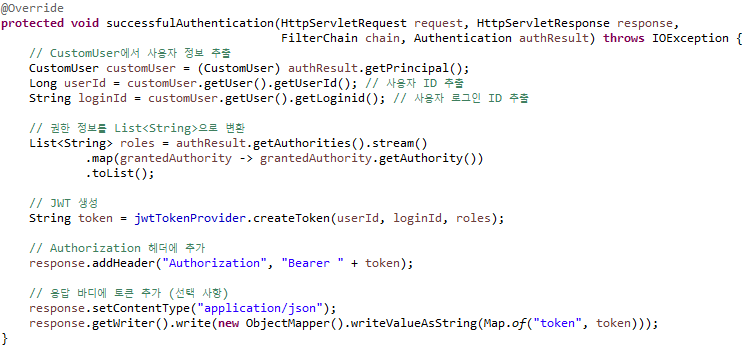 @Override
protected void successfulAuthentication(HttpServletRequest request, HttpServletResponse response,
                                        FilterChain chain, Authentication authResult) throws IOException {
    // CustomUser에서 사용자 정보 추출
    CustomUser customUser = (CustomUser) authResult.getPrincipal();
    Long userId = customUser.getUser().getUserId(); // 사용자 ID 추출
    String loginId = customUser.getUser().getLoginid(); // 사용자 로그인 ID 추출

    // 권한 정보를 List<String>으로 변환
    List<String> roles = authResult.getAuthorities().stream()
            .map(grantedAuthority -> grantedAuthority.getAuthority())
            .toList();

    // JWT 생성
    String token = jwtTokenProvider.createToken(userId, loginId, roles);

    // Authorization 헤더에 추가
    response.addHeader("Authorization", "Bearer " + token);

    // 응답 바디에 토큰 추가 (선택 사항)
    response.setContentType("application/json");
    response.getWriter().write(new ObjectMapper().writeValueAsString(Map.of("token", token)));
}